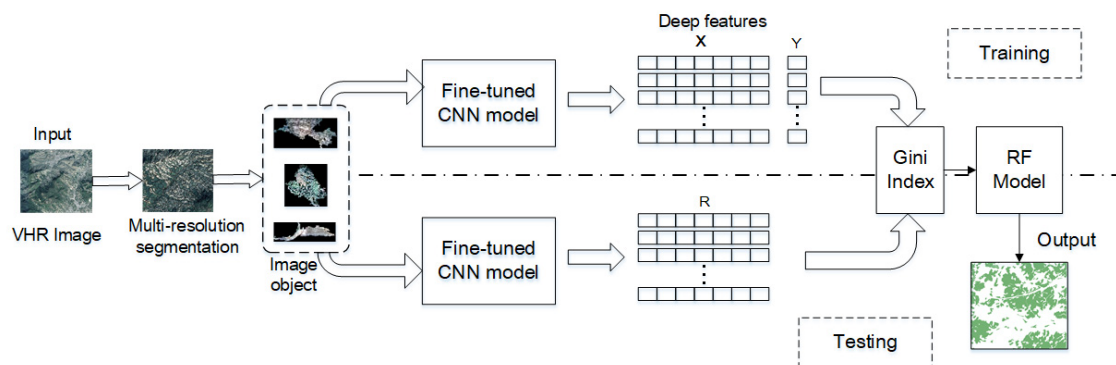 Input
VHR Image
Multi-resolution
segmentation
Image
object
Fine-tuned
CNN model
Deep features
X
Y
Training
Gini
Index
RF
Model
Output
Fine-tuned
CNN model
R
Testing